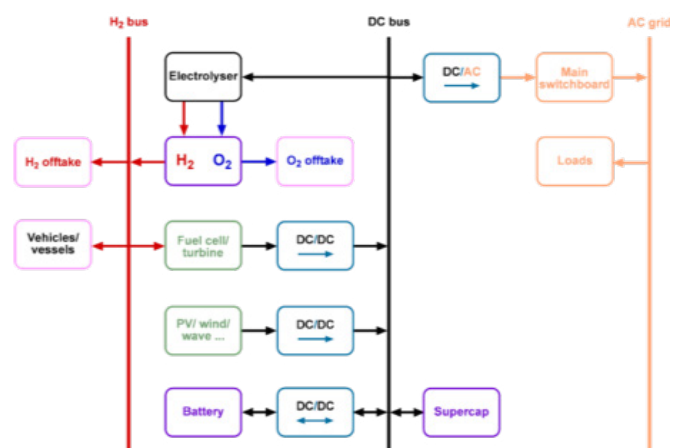 H₂ bus
DC bus
AC grid
Electrolyser
DC/AC
Main
switchboard
H₂ offtake
H₂ O₂
O₂ offtake
Loads
Vehicles/
vessels
Fuel cell/
turbine
DC/DC
PV/ wind/
wave ...
DC/DC
Battery
DC/DC
Supercap